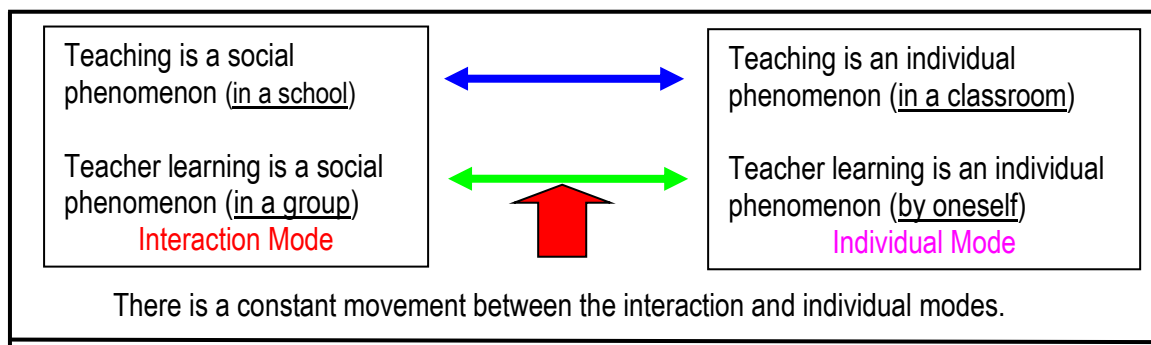 Teaching is a social
phenomenon (in a school)
Teacher learning is a social
phenomenon (in a group)
Interaction Mode
Teaching is an individual
phenomenon (in a classroom)
Teacher learning is an individual
phenomenon (by oneself)
Individual Mode
There is a constant movement between the interaction and individual modes.